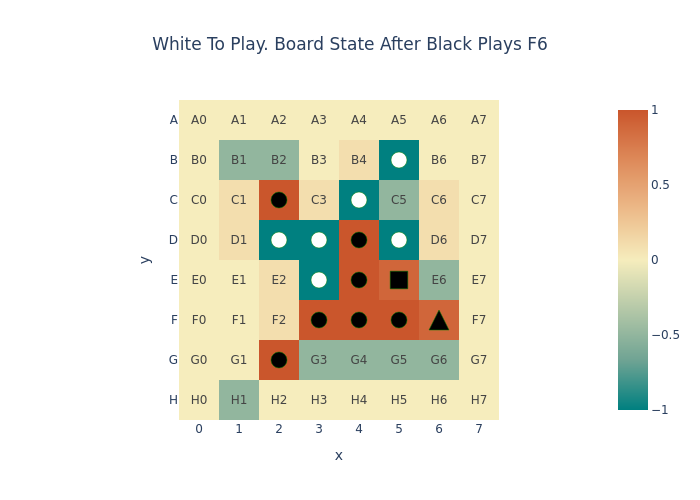 White To Play. Board State After Black Plays F6
A A0 A1 A2 A3 A4 A5 A6 A7
B B0 B1 B2 B3 B4 B6 B7
C C0 C1 C3 C5 C6 C7
D D0 D1 D6 D7
E E0 E1 E2 E6 E7
F F0 F1 F2 F7
G G0 G1 G3 G4 G5 G6 G7
H H0 H1 H2 H3 H4 H5 H6 H7
0 1 2 3 4 5 6 7
x
y
1
0.5
0
−0.5
−1